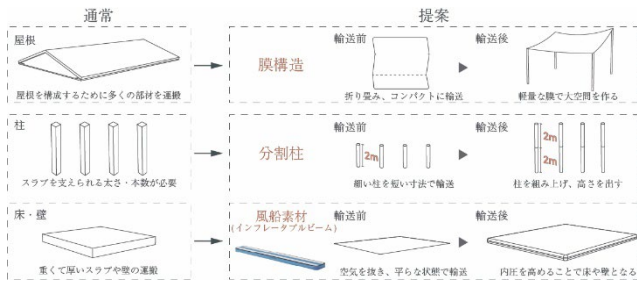 通常
提案
屋根
屋根を構成するために多くの部材を運搬
膜構造
輸送前
折り畳み、コンパクトに輸送
輸送後
軽量な膜で大空間を作る
柱
スラブを支えられる太さ・本数が必要
分割柱
輸送前
2m
細い柱を短い寸法で輸送
輸送後
2m
2m
柱を組み上げ、高さを出す
床・壁
重くて厚いスラブや壁の運搬
風船素材
(インフレータブルビーム)
輸送前
空気を抜き、平らな状態で輸送
輸送後
内圧を高めることで床や壁となる